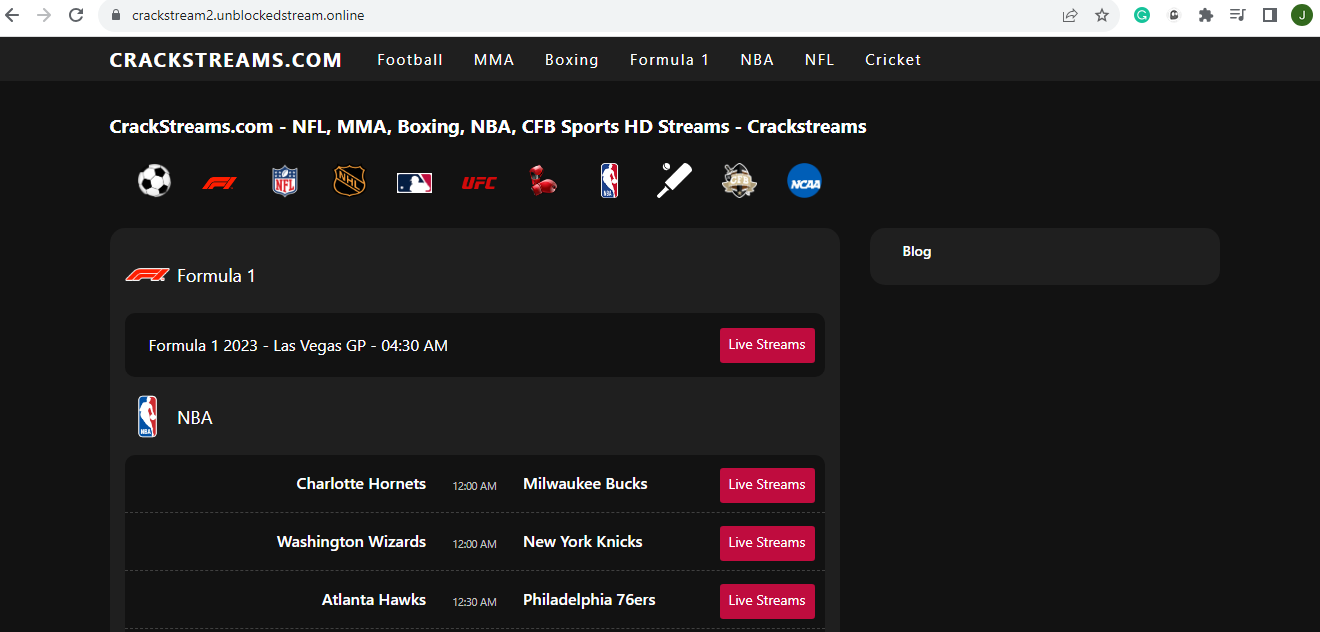 crackstream2.unblockedstream.online
J
CRACKSTREAMS.COM Football MMA Boxing Formula 1 NBA NFL Cricket
CrackStreams.com - NFL, MMA, Boxing, NBA, CFB Sports HD Streams - Crackstreams
F1 NFL NHL UFC NBA CFB NCAA
Blog
Formula 1
Formula 1 2023 - Las Vegas GP - 04:30 AM Live Streams
NBA
NBA
Charlotte Hornets 12:00 AM Milwaukee Bucks Live Streams
Washington Wizards 12:00 AM New York Knicks Live Streams
Atlanta Hawks 12:30 AM Philadelphia 76ers Live Streams